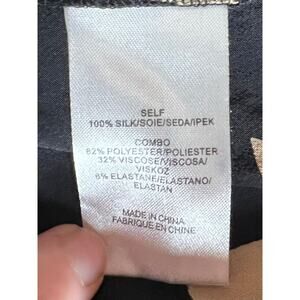 SELF
100% SILK/SOIE/SEDA/IPEK
COMBO
62% POLYESTER/POLIESTER
32% VISCOSE/VISCOSA/
VISKOZ
6% ELASTANE/ELASTANO/
ELASTAN
MADE IN CHINA
FABRIQUE EN CHINE